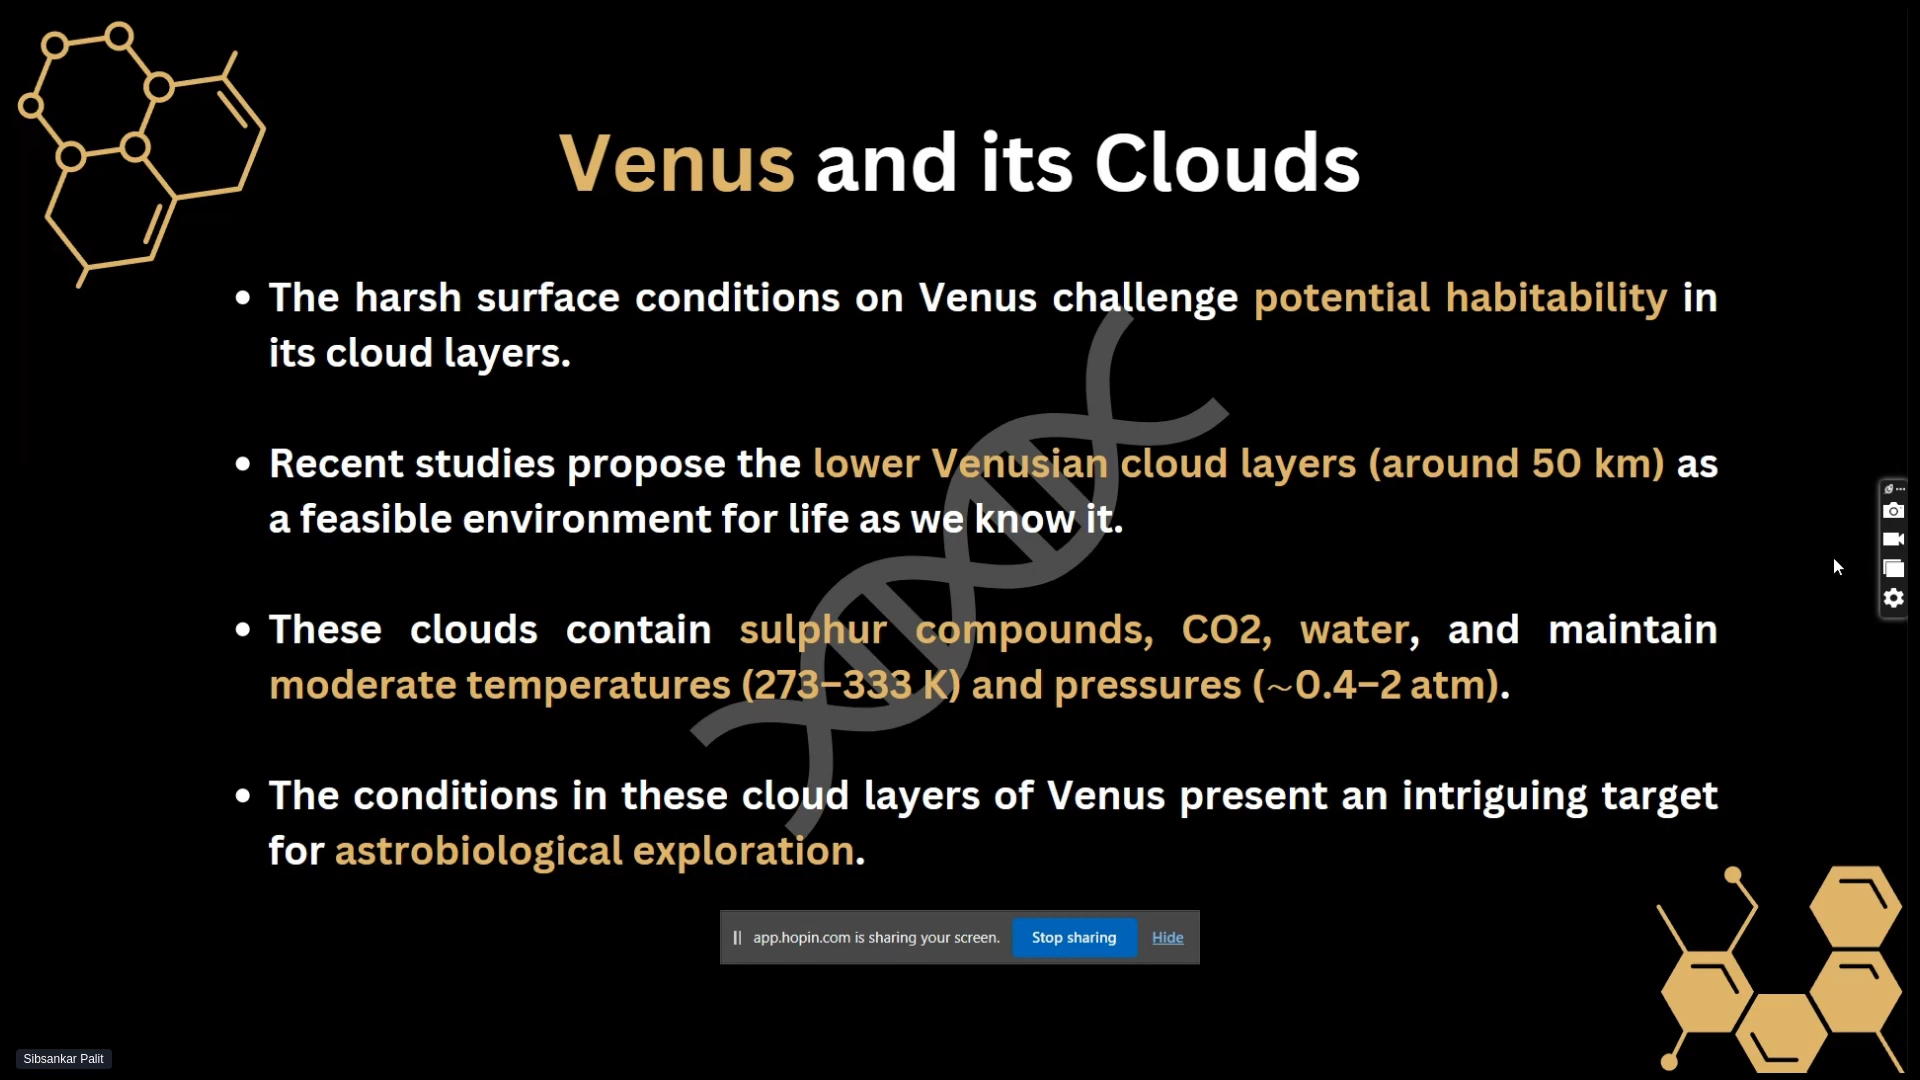 Venus and its Clouds
• The harsh surface conditions on Venus challenge potential habitability in
its cloud layers.
• Recent studies propose the lower Venusian cloud layers (around 50 km) as
a feasible environment for life as we know it.
• These clouds contain sulphur compounds, CO2, water, and maintain
moderate temperatures (273–333 K) and pressures (~0.4–2 atm).
• The conditions in these cloud layers of Venus present an intriguing target
for astrobiological exploration.
app.hopin.com is sharing your screen. Stop sharing Hide
Sibsankar Palit